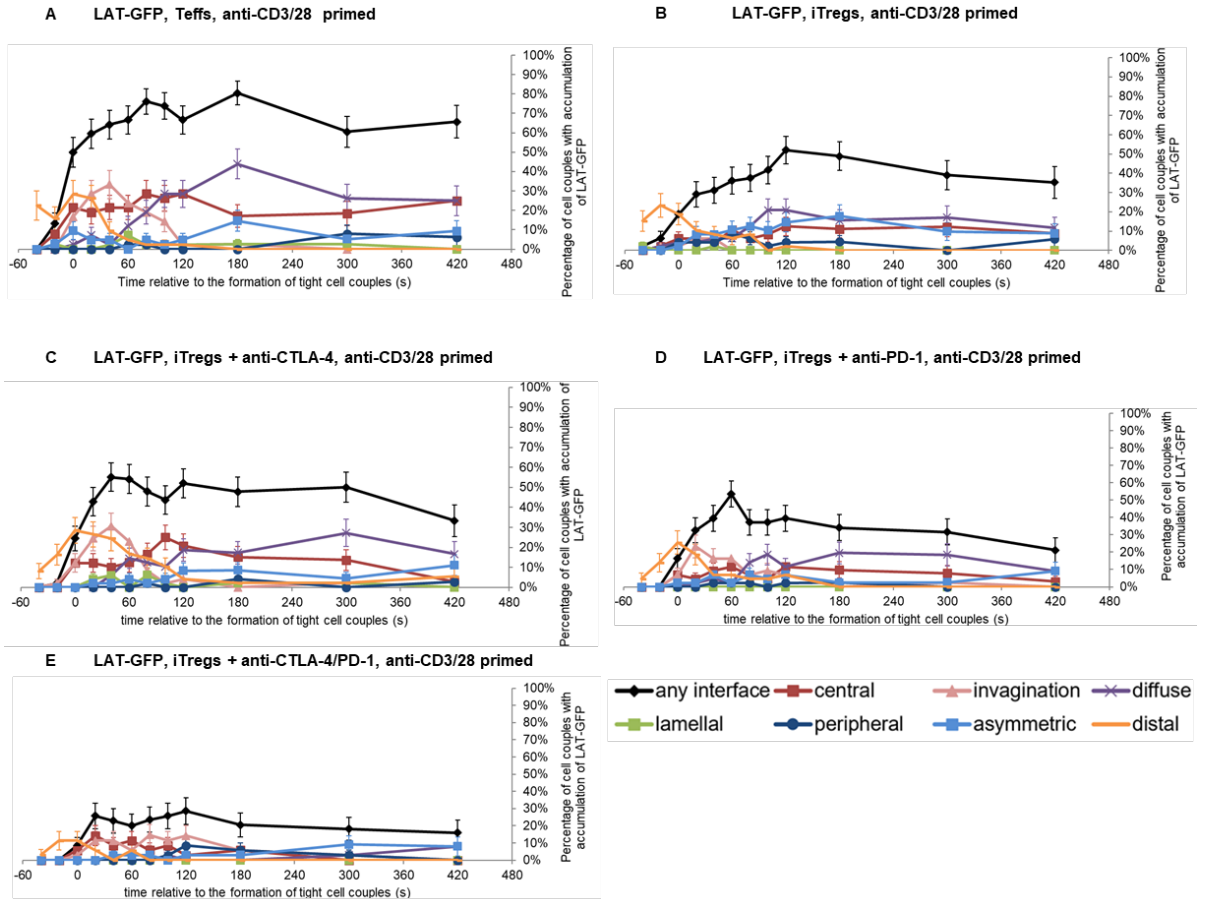 A LAT-GFP, Teffs, anti-CD3/28 primed
100%
90%
80%
70%
60%
50%
40%
30%
20%
10%
0%
-60 0 60 120 180 240 300 360 420 480
Time relative to the formation of tight cell couples (s)
Percentage of cell couples with accumulation
of LAT-GFP
B LAT-GFP, iTregs, anti-CD3/28 primed
100%
90%
80%
70%
60%
50%
40%
30%
20%
10%
0%
-60 0 60 120 180 240 300 360 420 480
Time relative to the formation of tight cell couples (s)
Percentage of cell couples with accumulation
of LAT-GFP
C LAT-GFP, iTregs + anti-CTLA-4, anti-CD3/28 primed
100%
90%
80%
70%
60%
50%
40%
30%
20%
10%
0%
-60 0 60 120 180 240 300 360 420 480
time relative to the formation of tight cell couples (s)
Percentage of cell couples with accumulation of
LAT-GFP
D LAT-GFP, iTregs + anti-PD-1, anti-CD3/28 primed
100%
90%
80%
70%
60%
50%
40%
30%
20%
10%
0%
-60 0 60 120 180 240 300 360 420 480
time relative to the formation of tight cell couples (s)
Percentage of cell couples with
accumulation of LAT-GFP
E LAT-GFP, iTregs + anti-CTLA-4/PD-1, anti-CD3/28 primed
100%
90%
80%
70%
60%
50%
40%
30%
20%
10%
0%
-60 0 60 120 180 240 300 360 420 480
time relative to the formation of tight cell couples (s)
Percentage of cell couples with
accumulation of LAT-GFP
any interface central invagination diffuse
lamellal peripheral asymmetric distal